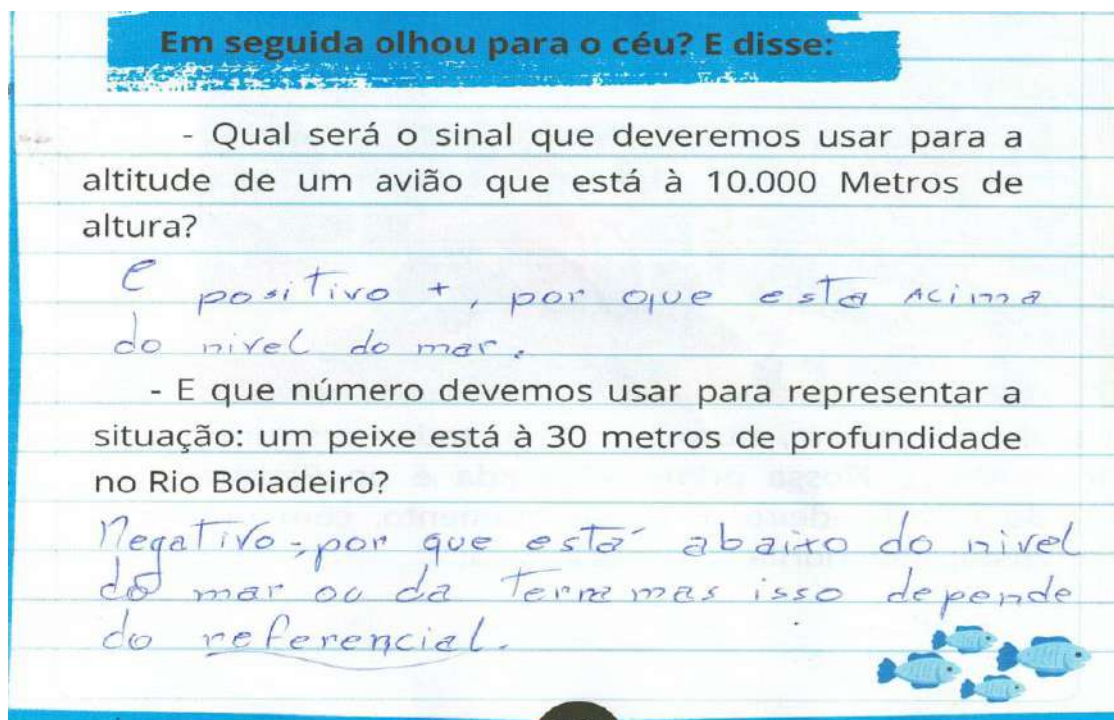 Em seguida olhou para o céu? E disse:
- Qual será o sinal que deveremos usar para a
altitude de um avião que está à 10.000 Metros de
altura?
e positivo +, por que esta acima
do nivel do mar.
- E que número devemos usar para representar a
situação: um peixe está à 30 metros de profundidade
no Rio Boiadeiro?
Negativo -, por que está abaixo do nivel
do mar ou da Terra mas isso depende
do referencial.